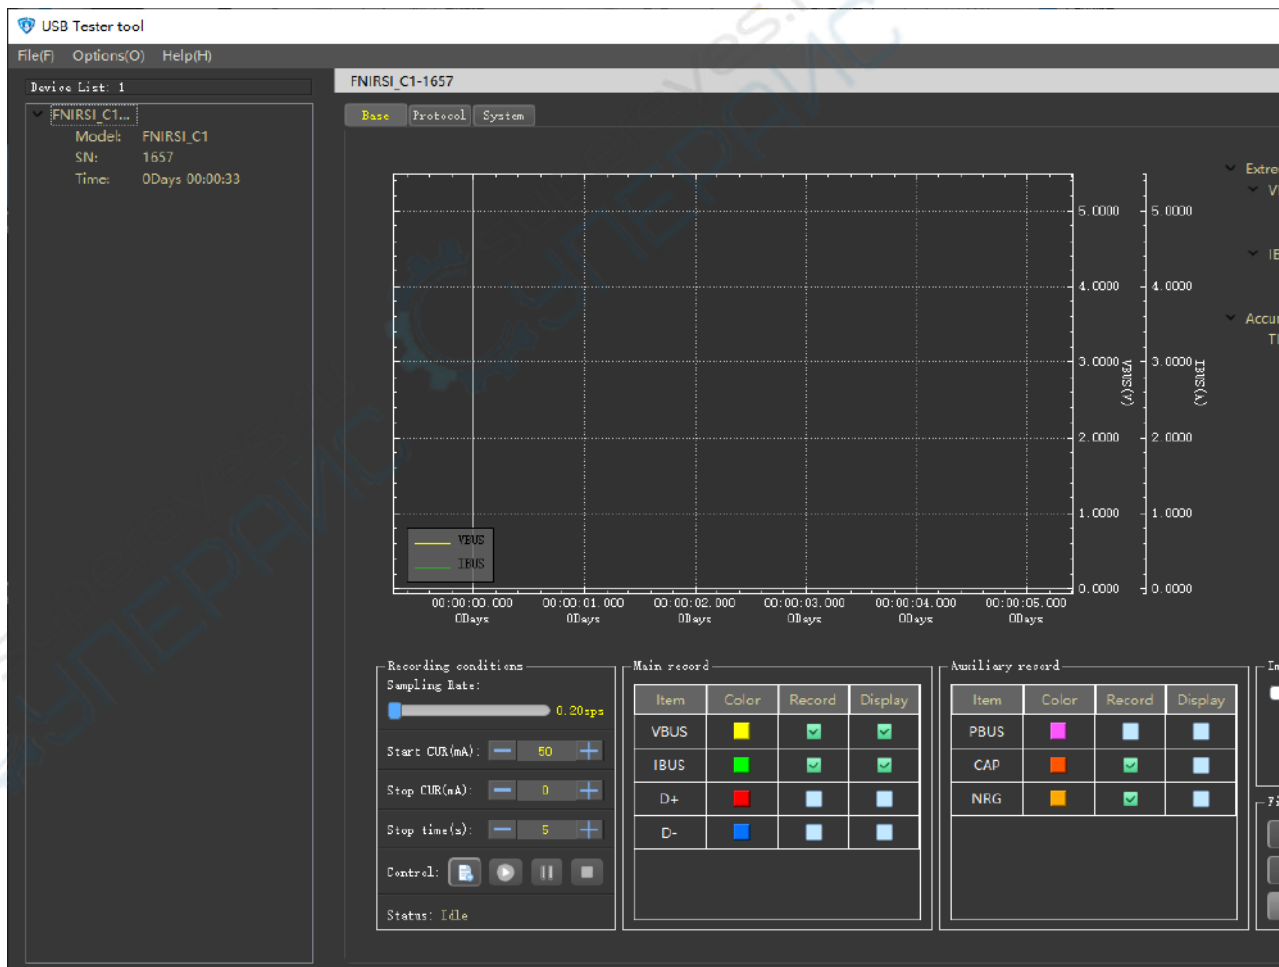 USB Tester tool
File(F) Options(O) Help(H)
Device List: 1
FNIRSI_C1...
Model: FNIRSI_C1
SN: 1657
Time: 0Days 00:00:33
FNIRSI_C1-1657
Base Protocol System
5.0000 5.0000
4.0000 4.0000
3.0000 3.0000
2.0000 2.0000
1.0000 1.0000
0.0000 0.0000
VBUS(V)
IBUS(A)
VBUS
IBUS
00:00:00.000 00:00:01.000 00:00:02.000 00:00:03.000 00:00:04.000 00:00:05.000
0Days 0Days 0Days 0Days 0Days 0Days
Recording conditions
Sampling Rate:
0.20sps
Start CUR(mA): 50
Stop CUR(mA): 0
Stop time(s): 5
Control:
Status: Idle
Main record
Item Color Record Display
VBUS
IBUS
D+
D-
Auxiliary record
Item Color Record Display
PBUS
CAP
NRG
СУПЕРАЙС
СУПЕРАЙС